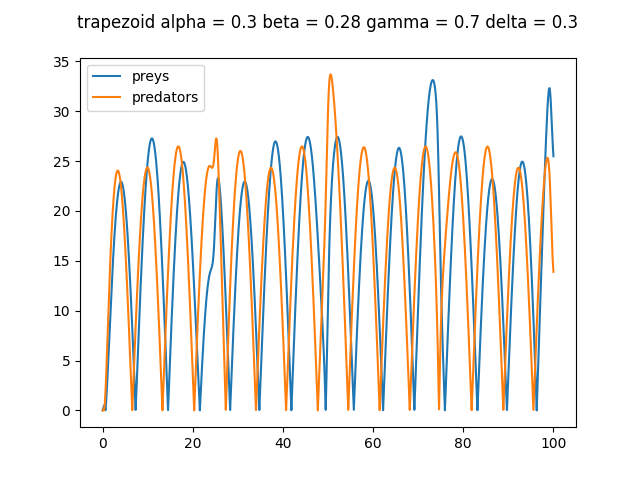 trapezoid alpha = 0.3 beta = 0.28 gamma = 0.7 delta = 0.3
preys
predators
35
30
25
20
15
10
5
0
0 20 40 60 80 100